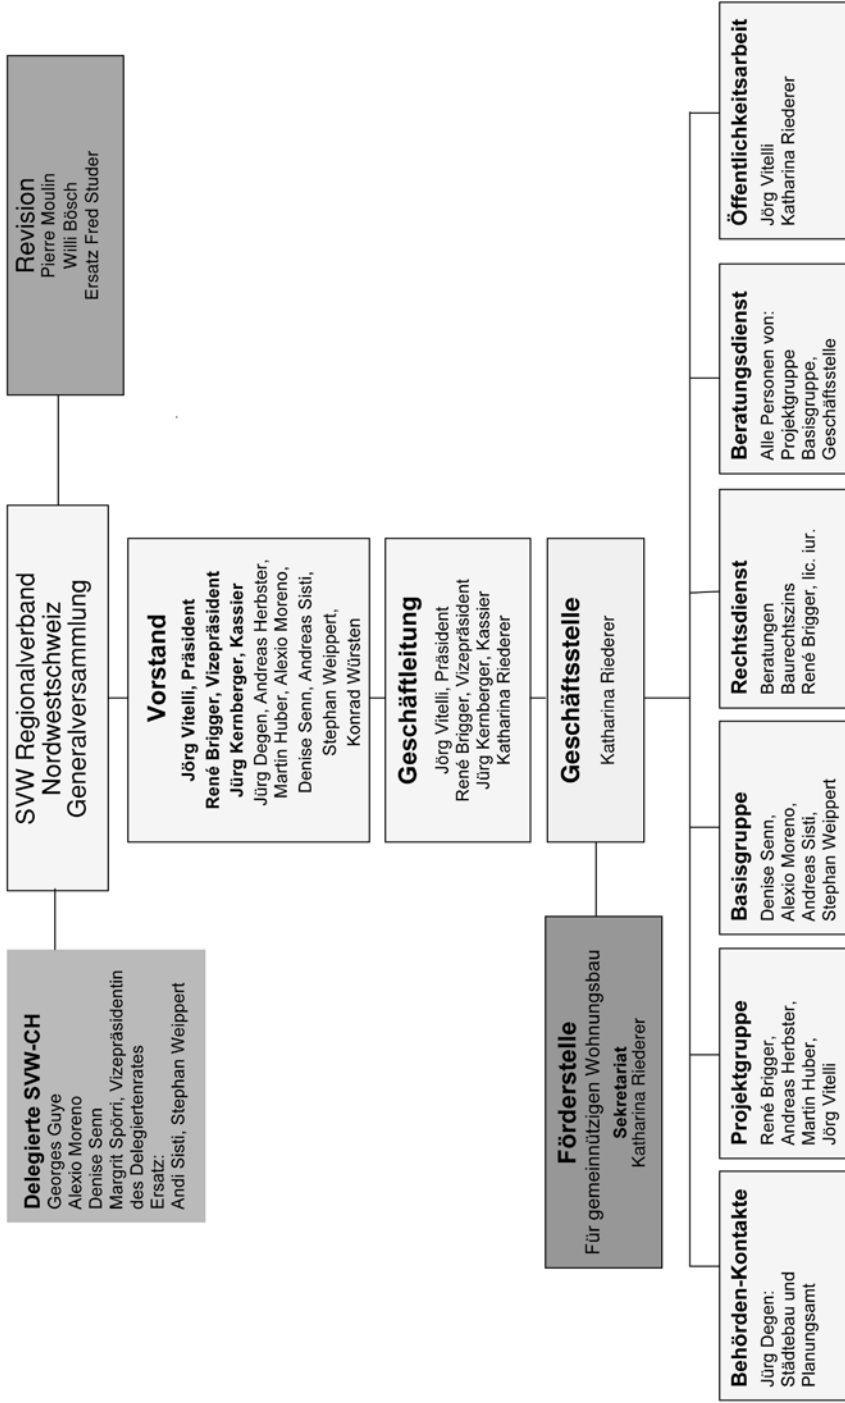 SVW Regionalverband
Nordwestschweiz
Generalversammlung
Delegierte SVW-CH
Georges Guye
Alexio Moreno
Denise Senn
Margrit Spörri, Vizepräsidentin
des Delegiertenrates
Ersatz:
Andi Sisti, Stephan Weippert
Revision
Pierre Moulin
Willi Bösch
Ersatz Fred Studer
Vorstand
Jörg Vitelli, Präsident
René Brigger, Vizepräsident
Jürg Kernberger, Kassier
Jürg Degen, Andreas Herbster,
Martin Huber, Alexio Moreno,
Denise Senn, Andreas Sisti,
Stephan Weippert,
Konrad Würsten
Geschäftleitung
Jörg Vitelli, Präsident
René Brigger, Vizepräsident
Jürg Kernberger, Kassier
Katharina Riederer
Förderstelle
Für gemeinnützigen Wohnungsbau
Sekretariat
Katharina Riederer
Geschäftsstelle
Katharina Riederer
Behörden-Kontakte
Jürg Degen:
Städtebau und
Planungsamt
Projektgruppe
René Brigger,
Andreas Herbster,
Martin Huber,
Jörg Vitelli
Basisgruppe
Denise Senn,
Alexio Moreno,
Andreas Sisti,
Stephan Weippert
Rechtsdienst
Beratungen
Baurechtszins
René Brigger, lic. iur.
Beratungsdienst
Alle Personen von:
Projektgruppe
Basisgruppe,
Geschäftsstelle
Öffentlichkeitsarbeit
Jörg Vitelli
Katharina Riederer